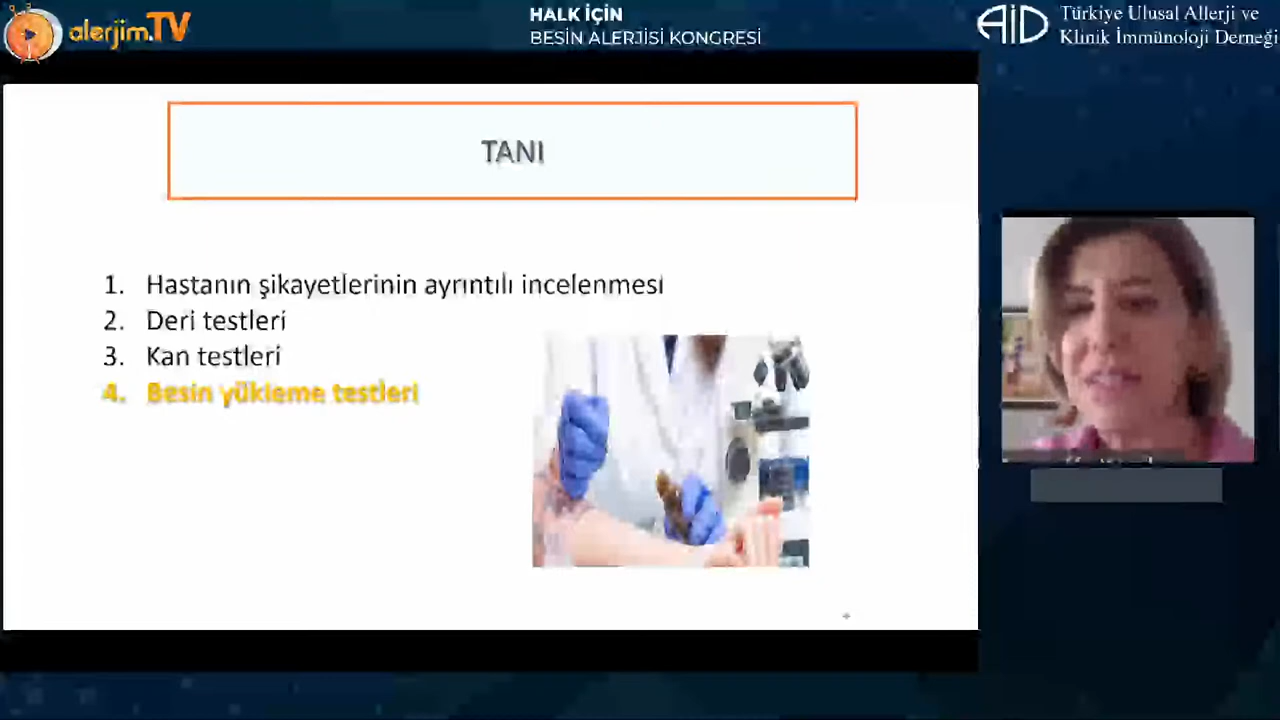 alerjim.TV
HALK İÇİN
BESİN ALERJİSİ KONGRESİ
AİD
Türkiye Ulusal Allerji ve
Klinik İmmünoloji Derneği
TANI
1. Hastanın şikayetlerinin ayrıntılı incelenmesi
2. Deri testleri
3. Kan testleri
4. Besin yükleme testleri